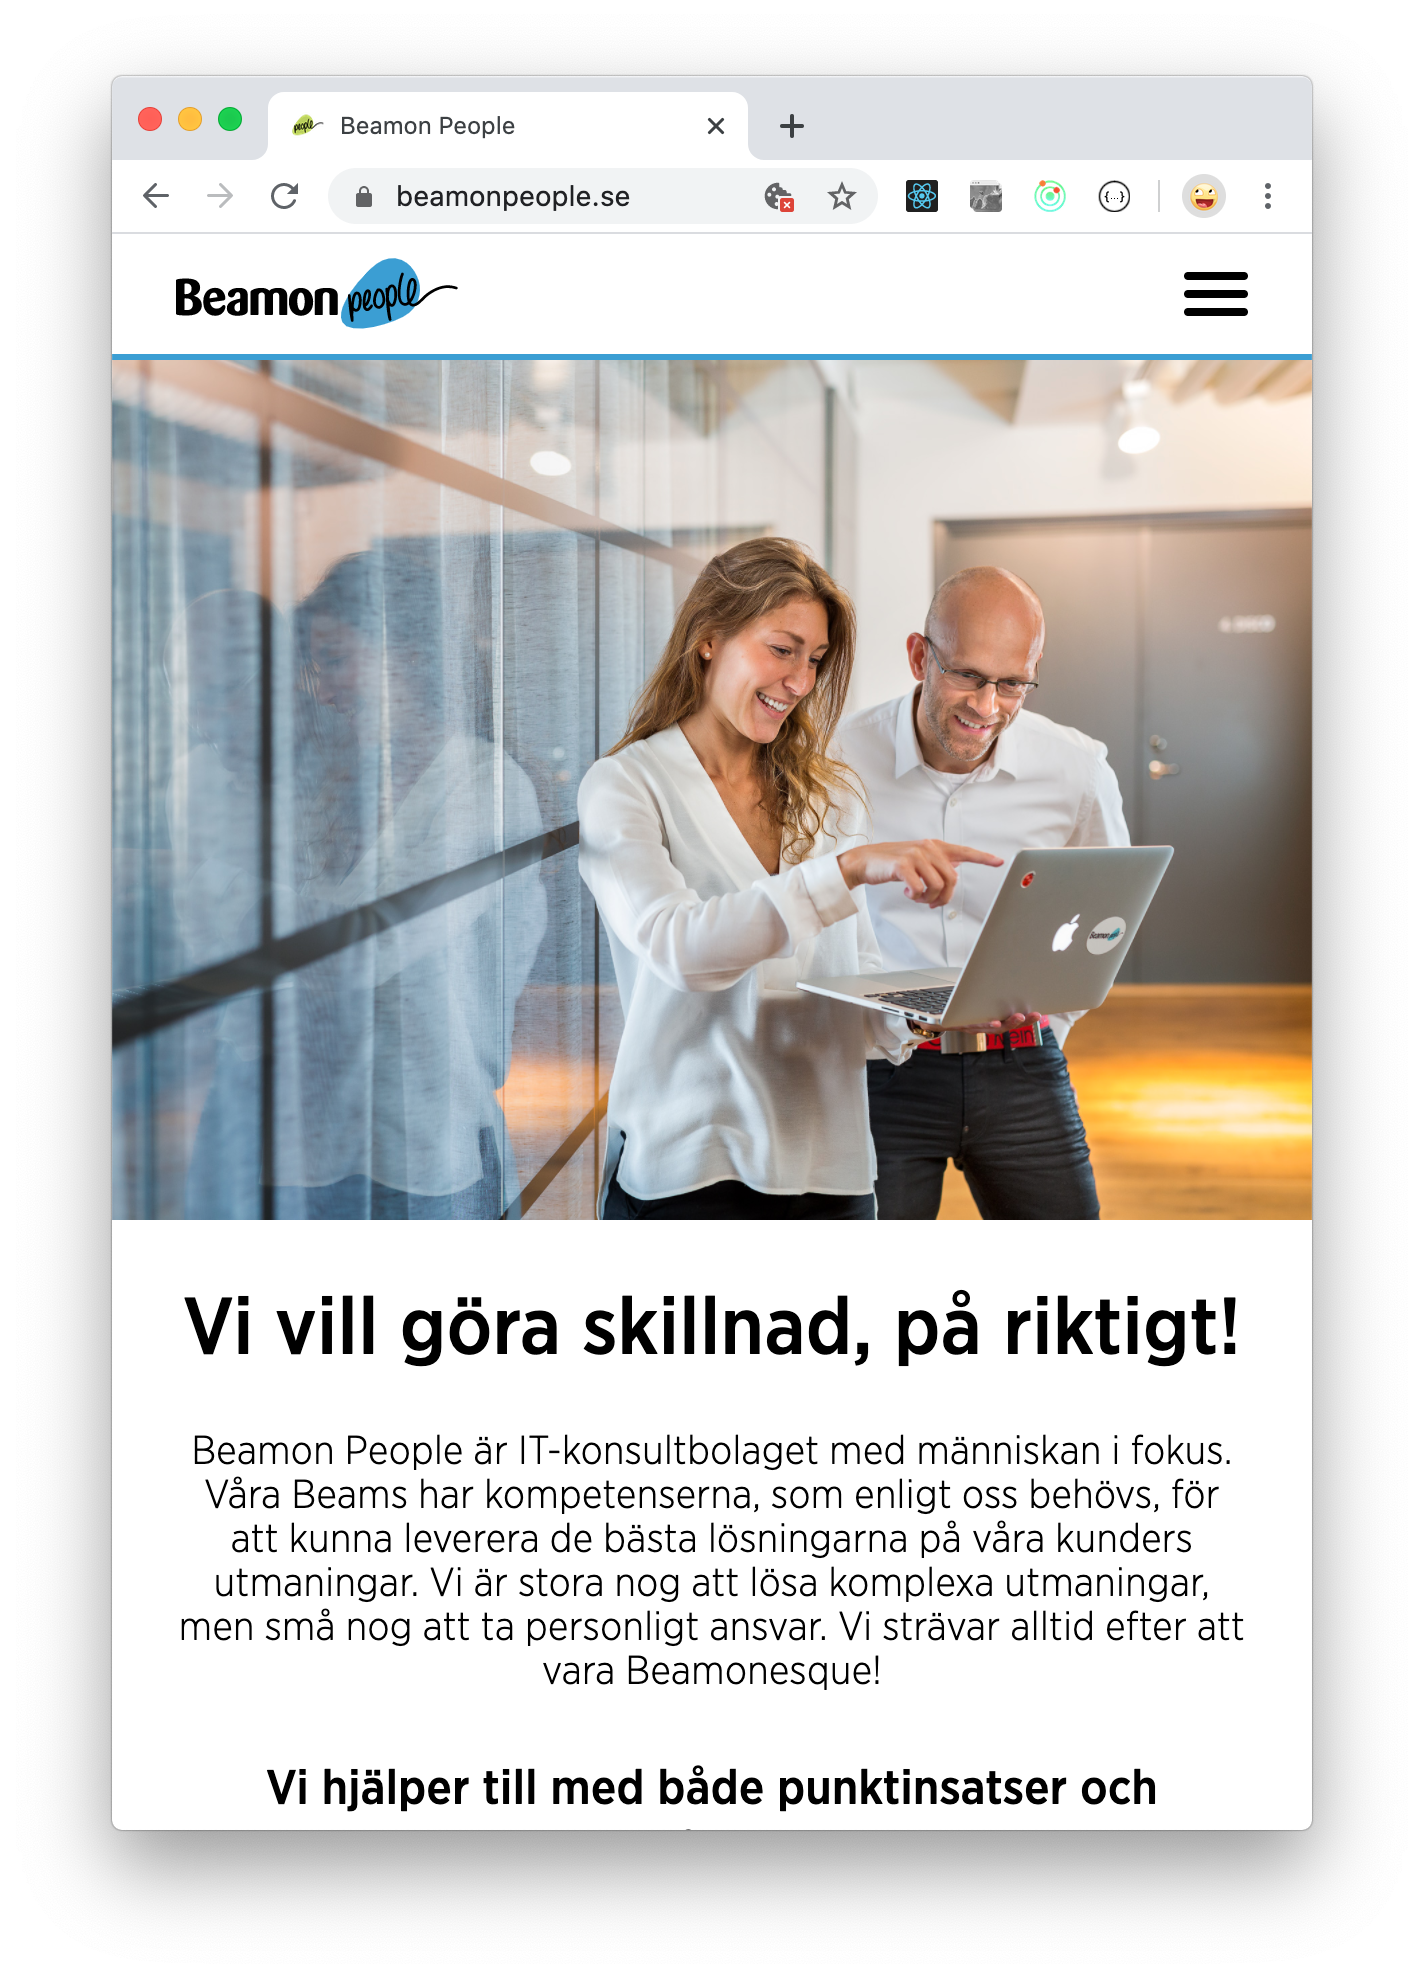 Beamon People
beamonpeople.se
Beamon people
Beamon people
Vi vill göra skillnad, på riktigt!
Beamon People är IT-konsultbolaget med människan i fokus.
Våra Beams har kompetenserna, som enligt oss behövs, för
att kunna leverera de bästa lösningarna på våra kunders
utmaningar. Vi är stora nog att lösa komplexa utmaningar,
men små nog att ta personligt ansvar. Vi strävar alltid efter att
vara Beamonesque!
Vi hjälper till med både punktinsatser och